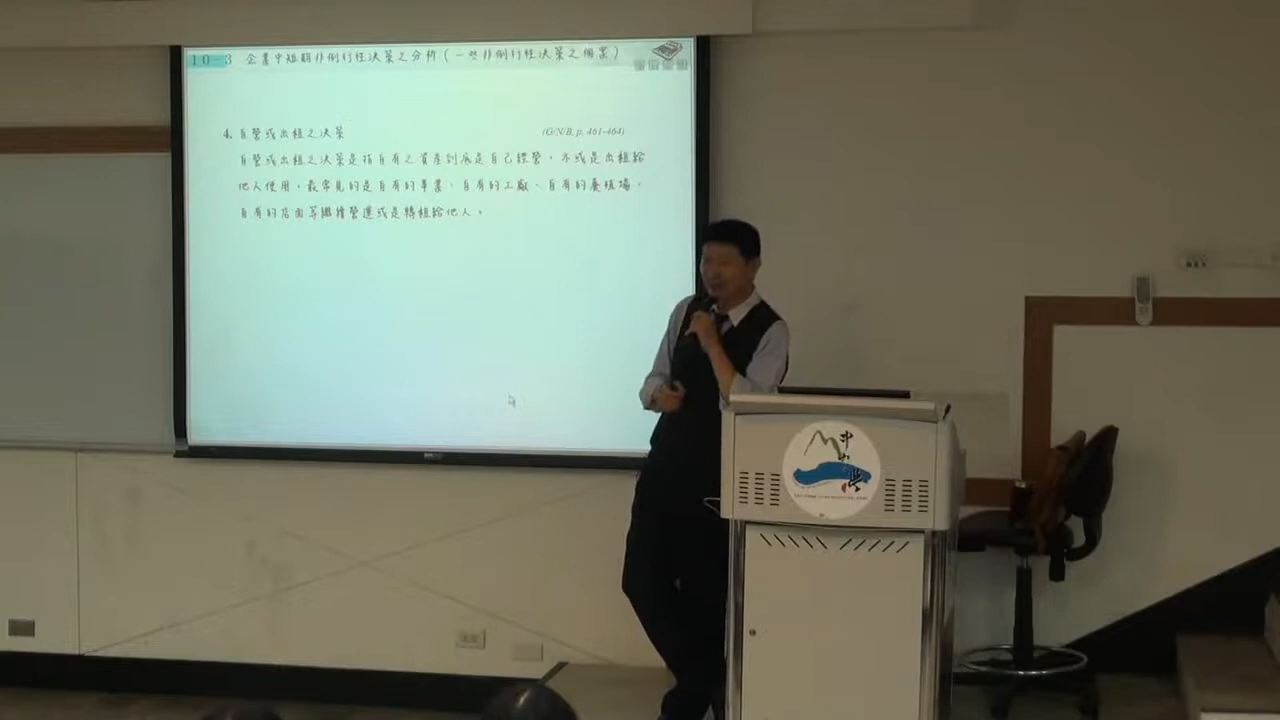 10-3 企業中短期非例行性決策之分析(一些非例行性決策之個案)
4. 自營或出租之決策 (G/N/B, p. 461-464)
自營或出租之決策是指自有之資產到底是自己經營，亦或是出租給
他人使用。最常見的是自有的事業、自有的工廠、自有的養殖場、
自有的店面等繼續營運或是轉租給他人。